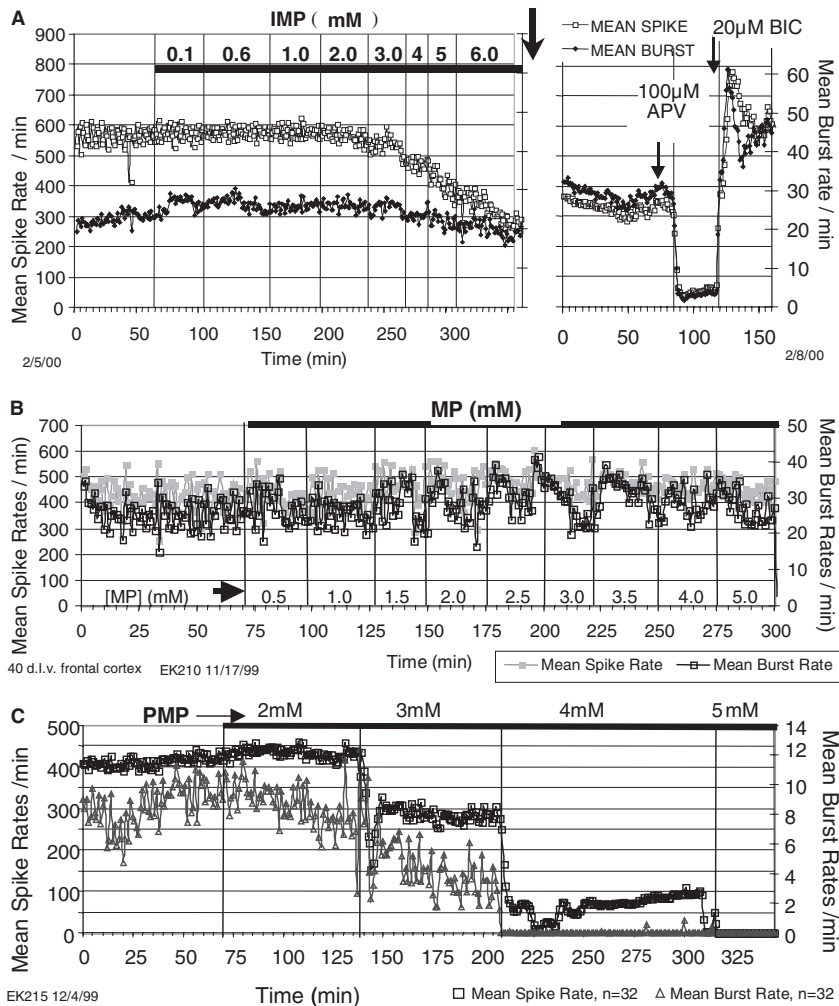 A
IMP ( mM)
0.1 0.6 1.0 2.0 3.0 4 5 6.0
900
800
700
600
500
400
300
200
100
0
Mean Spike Rate / min
0 50 100 150 200 250 300
Time (min)
2/5/00
MEAN SPIKE
MEAN BURST
20µM BIC
100µM
APV
60
50
40
30
20
10
0
Mean Burst rate / min
0 50 100 150
2/8/00
B
MP (mM)
700
600
500
400
300
200
100
0
Mean Spike Rates / min)
50
40
30
20
10
0
Mean Burst Rates / min)
[MP] (mM)
0.5 1.0 1.5 2.0 2.5 3.0 3.5 4.0 5.0
0 25 50 75 100 125 150 175 200 225 250 275 300
Time (min)
40 d.I.v. frontal cortex EK210 11/17/99
Mean Spike Rate Mean Burst Rate
C
PMP
2mM 3mM 4mM 5mM
500
400
300
200
100
0
Mean Spike Rates /min
14
12
10
8
6
4
2
0
Mean Burst Rates /min
0 25 50 75 100 125 150 175 200 225 250 275 300 325
Time (min)
EK215 12/4/99
Mean Spike Rate, n=32 Mean Burst Rate, n=32